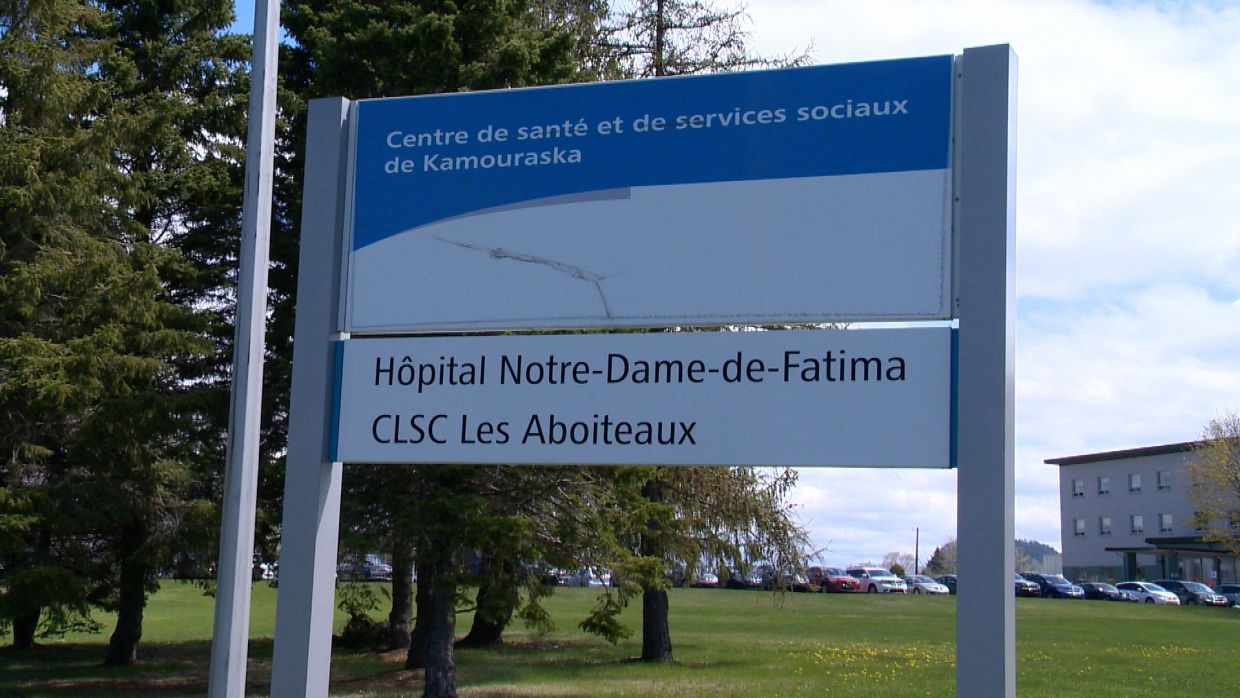 Centre de santé et de services sociaux
de Kamouraska
Hôpital Notre-Dame-de-Fatima
CLSC Les Aboiteaux